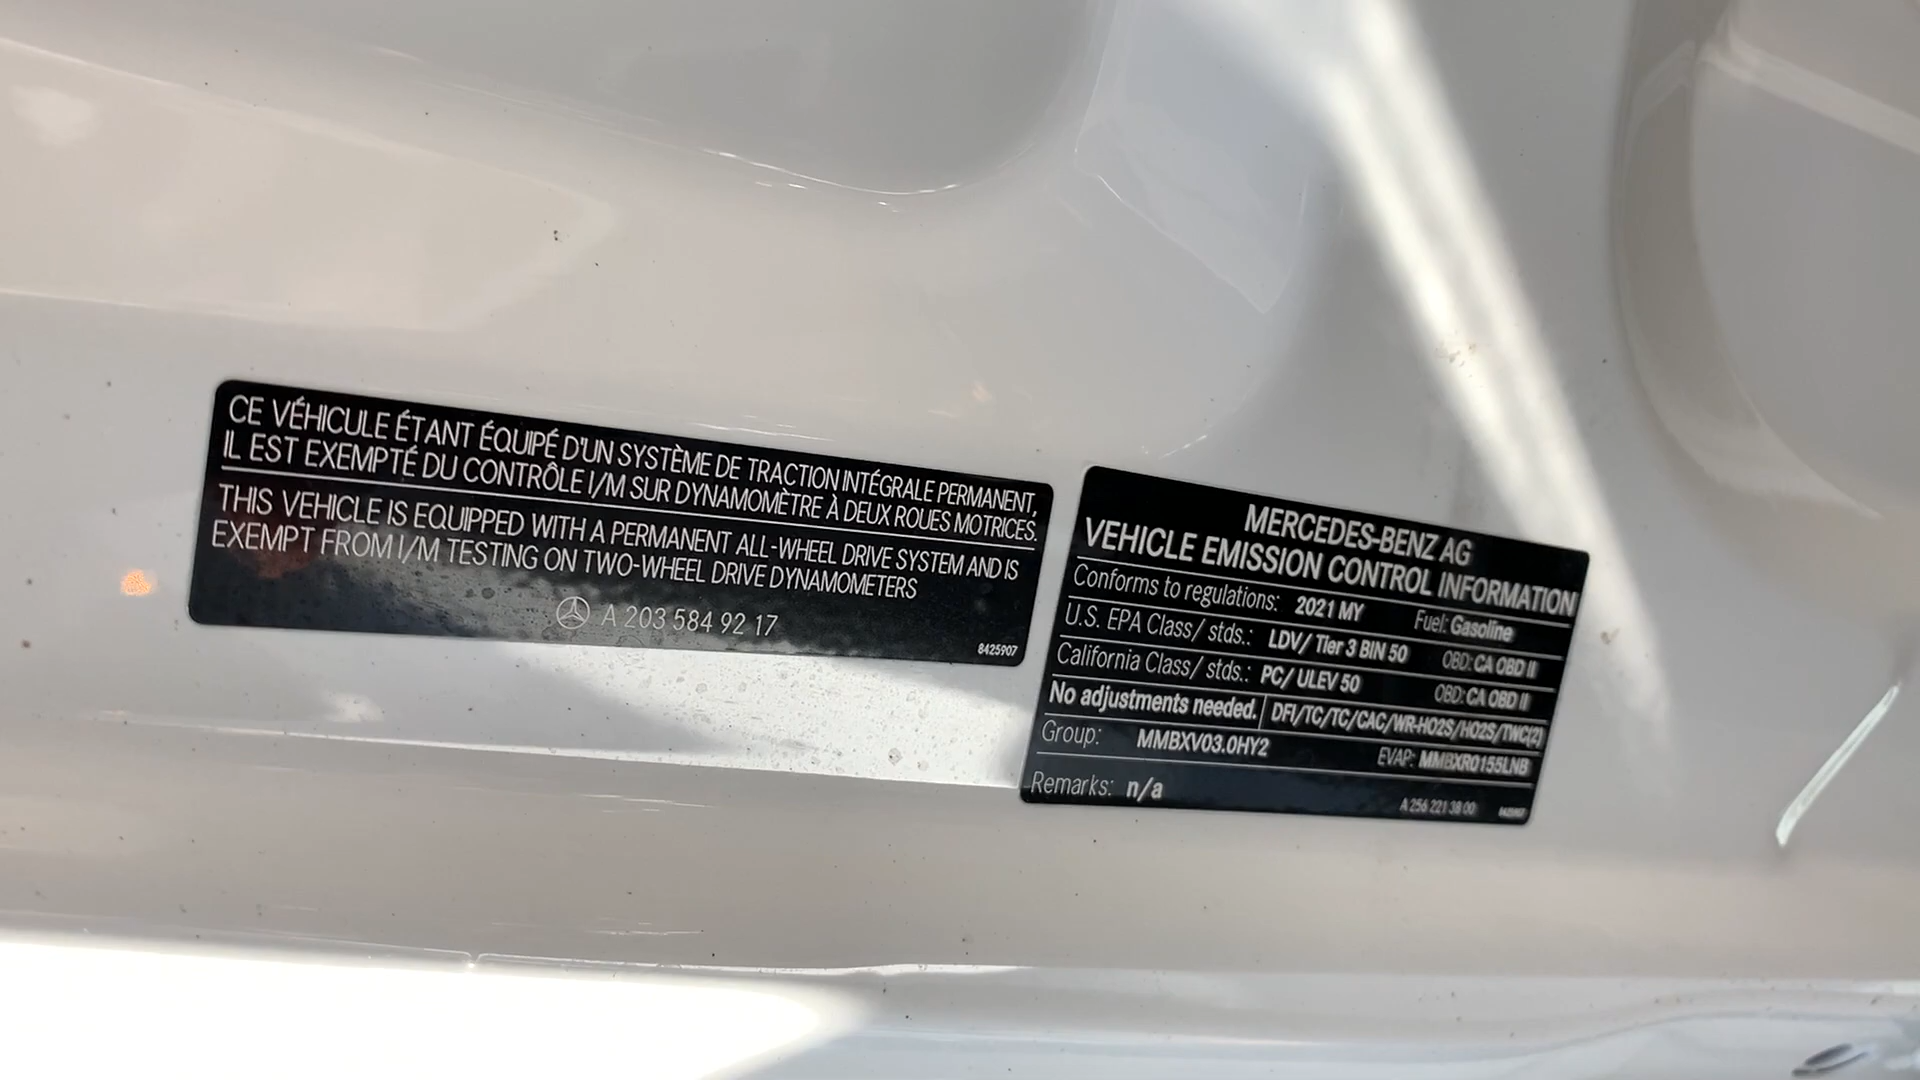 CE VÉHICULE ÉTANT ÉQUIPÉ D'UN SYSTÈME DE TRACTION INTÉGRALE PERMANENT,
IL EST EXEMPTÉ DU CONTRÔLE I/M SUR DYNAMOMÈTRE À DEUX ROUES MOTRICES.
THIS VEHICLE IS EQUIPPED WITH A PERMANENT ALL-WHEEL DRIVE SYSTEM AND IS
EXEMPT FROM I/M TESTING ON TWO-WHEEL DRIVE DYNAMOMETERS
A 203 584 92 17
8425907
MERCEDES-BENZ AG
VEHICLE EMISSION CONTROL INFORMATION
Conforms to regulations: 2021 MY Fuel: Gasoline
U.S. EPA Class/ stds.: LDV/ Tier 3 BIN 50 OBD: CA OBD II
California Class/ stds.: PC/ ULEV 50 OBD: CA OBD II
No adjustments needed. DFI/TC/TC/CAC/WR-HO2S/HO2S/TWC(2)
Group: MMBXV03.0HY2 EVAP: MMBXR0155LNB
Remarks: n/a
A 256 221 38 00